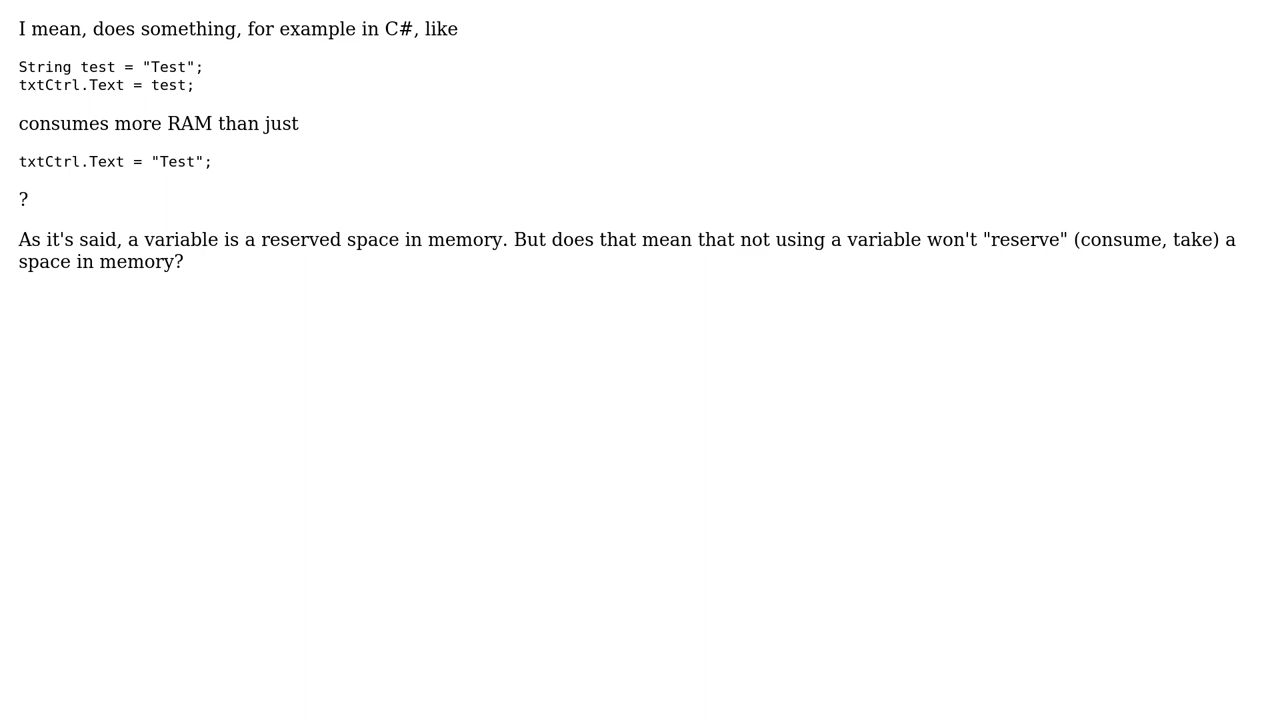 I mean, does something, for example in C#, like
String test = "Test";
txtCtrl.Text = test;
consumes more RAM than just
txtCtrl.Text = "Test";
?
As it's said, a variable is a reserved space in memory. But does that mean that not using a variable won't "reserve" (consume, take) a
space in memory?